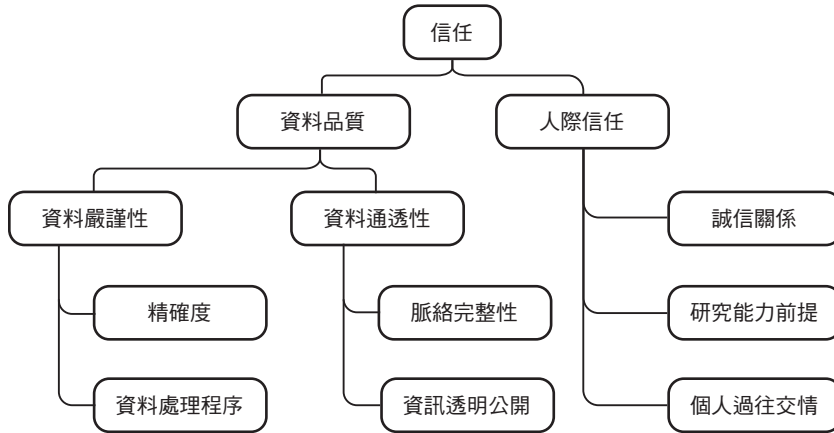 信任
資料品質
人際信任
資料嚴謹性
資料通透性
誠信關係
精確度
脈絡完整性
研究能力前提
資料處理程序
資訊透明公開
個人過往交情